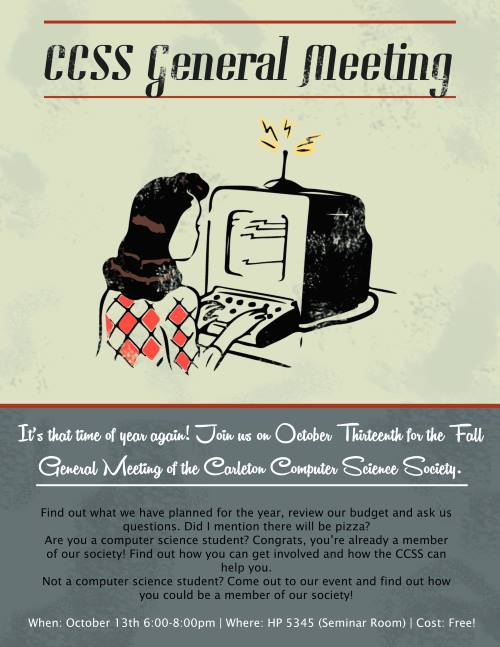 CCSS General Meeting
It's that time of year again! Join us on October Thirteenth for the Fall
General Meeting of the Carleton Computer Science Society.
Find out what we have planned for the year, review our budget and ask us
questions. Did I mention there will be pizza?
Are you a computer science student? Congrats, you're already a member
of our society! Find out how you can get involved and how the CCSS can
help you.
Not a computer science student? Come out to our event and find out how
you could be a member of our society!
When: October 13th 6:00-8:00pm | Where: HP 5345 (Seminar Room) | Cost: Free!